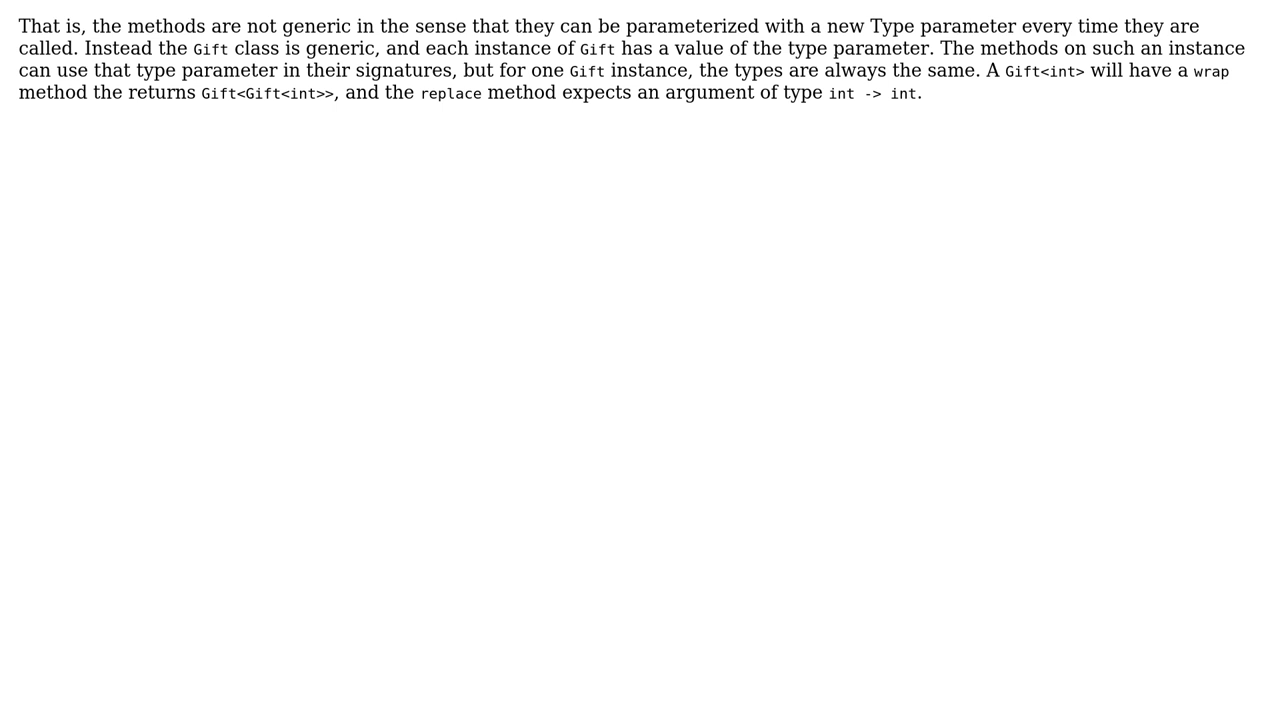 That is, the methods are not generic in the sense that they can be parameterized with a new Type parameter every time they are
called. Instead the Gift class is generic, and each instance of Gift has a value of the type parameter. The methods on such an instance
can use that type parameter in their signatures, but for one Gift instance, the types are always the same. A Gift<int> will have a wrap
method the returns Gift<Gift<int>>, and the replace method expects an argument of type int -> int.